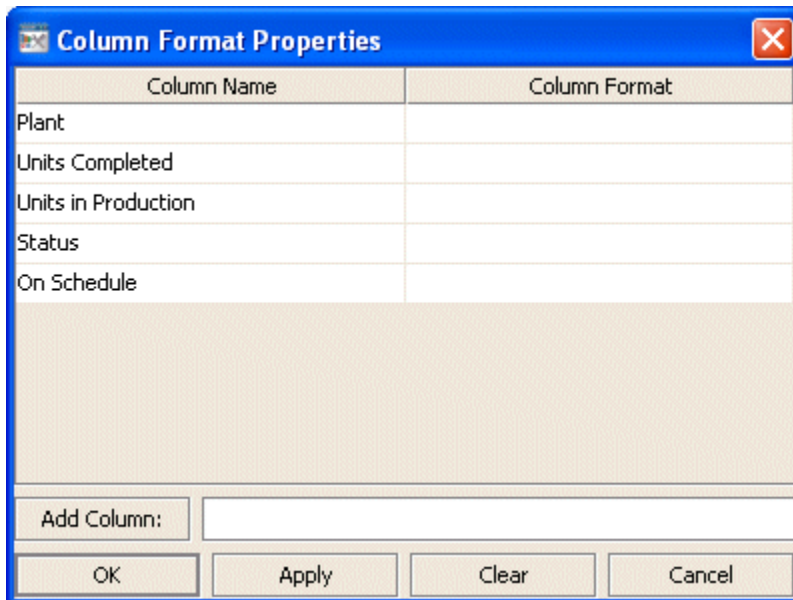 Column Format Properties
Column Name Column Format
Plant
Units Completed
Units in Production
Status
On Schedule
Add Column:
OK Apply Clear Cancel